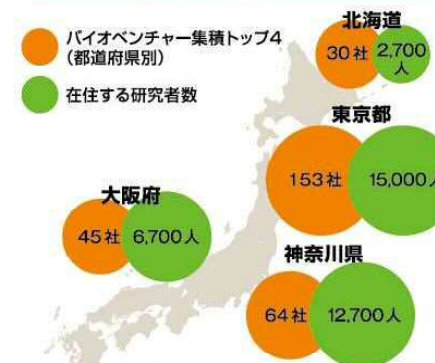 バイオベンチャー集積トップ4
(都道府県別)
在住する研究者数
北海道
30社
2,700
人
東京都
153社
15,000人
大阪府
45社
6,700人
神奈川県
64社
12,700人